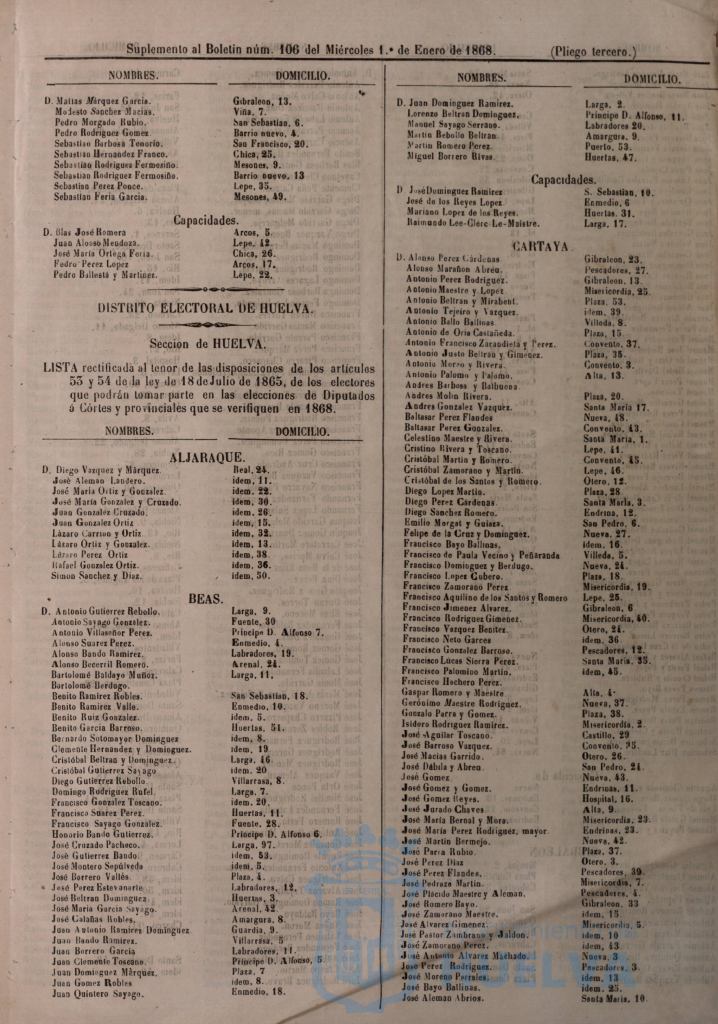 Suplemento al Boletin núm. 106 del Miércoles 1.º de Enero de 1868. (Pliego tercero.)
NOMBRES. DOMICILIO.
D. Matias Márquez Garcia. Gibraleon, 13.
Modesto Sanchez Macias. Viña, 7.
Pedro Morgado Rubio. San Sebastian, 6.
Pedro Rodriguez Gomez. Barrio nuevo, 4.
Sebastian Barbosa Tenorio. San Francisco, 20.
Sebastian Hernandez Franco. Chica, 25.
Sebastian Rodriguez Fermosiño. Mesones, 9.
Sebastian Rodriguez Fermosiño. Barrio nuevo, 13
Sebastian Perez Ponce. Lepe, 35.
Sebastian Feria Garcia. Mesones, 49.
Capacidades.
D. Blas José Romera Arcos, 5.
Juan Alonso Mendoza. Lepe, 42
José María Ortega Feria. Chica, 26.
Pedro Perez Lopez Arcos, 17.
Pedro Ballestá y Martinez. Lepe, 22.
DISTRITO ELECTORAL DE HUELVA.
Seccion de HUELVA.
LISTA rectificada al tenor de las disposiciones de los artículos
53 y 54 de la ley de 18 de Julio de 1865, de los electores
que podrán tomar parte en las elecciones de Diputados
á Córtes y provinciales que se verifiquen en 1868.
NOMBRES. DOMICILIO.
ALJARAQUE.
D. Diego Vazquez y Márquez. Real, 24.
José Aleman Landero. idem, 11.
José María Ortiz y Gonzalez. idem, 22.
José María Gonzalez y Cruzado. idem, 30.
Juan Gonzalez Cruzado. idem, 26.
Juan Gonzalez Ortiz idem, 15.
Lázaro Carrion y Ortiz idem, 32.
Lázaro Ortiz y Gonzalez. idem, 13.
Lázaro Perez Ortiz idem, 38
Rafael Gonzalez Ortiz idem, 36.
Simon Sanchez y Diaz. idem, 50.
BEAS.
D. Antonio Gutierrez Rebollo. Larga, 9.
Antonio Sayago Gonzalez. Fuente, 30
Antonio Villaseñor Perez. Príncipe D. Alfonso 7.
Alonso Suarez Perez. Enmedio, 4.
Alonso Bando Ramirez. Labradores, 19.
Alonso Becerril Romero. Arenal, 24.
Bartolomé Baldayo Muñoz. Larga, 11.
Bartolomé Berdugo.
Benito Ramirez Robles. San Sebastian, 18.
Benito Ramirez Valle. Enmedio, 10.
Benito Ruiz Gonzalez. idem, 5.
Benito Garcia Barroso. Huertas, 51.
Bernardo Sotomayor Dominguez idem, 8.
Clemente Hernandez y Dominguez. idem, 19
Cristóbal Beltran y Dominguez. Larga, 46
Cristóbal Gutierrez Sayago idem, 20
Diego Gutierrez Rebollo. Villarrasa, 8.
Domingo Rodriguez Rufel. Larga, 7.
Francisco Gonzalez Toscano. idem, 20.
Francisco Suarez Perez. Huertas, 11.
Francisco Sayago Gonzalez. Fuente, 28.
Honorio Bando Gutierrez. Príncipe D. Alfonso 6.
José Cruzado Pacheco. Larga, 97.
José Gutierrez Bando. idem, 53.
José Montero Sepúlveda idem, 5.
José Borrero Vallés. Plaza, 4.
José Perez Estevanarte. Labradores, 12.
José Beltran Dominguez Huertas, 3.
José María Garcia Sayago. Arenal, 42
José Galañas Robles, Amargura, 8.
Juan Antonio Ramires Dominguez Guardia, 9.
Juan Bando Ramirez. Villarrasa, 5
Juan Borrero Garcia Labradores, 11.
Juan Clemente Toscano. Príncipe D. Alfonso, 5
Juan Dominguez Márquez. Plaza, 7
Juan Gomez Robles idem, 8.
Juan Quintero Sayago. Enmedio, 18.
NOMBRES. DOMICILIO.
D. Juan Dominguez Ramirez. Larga, 2.
Lorenzo Beltran Dominguez. Príncipe D. Alfonso, 11.
Manuel Sayago Serrano. Labradores 20.
Martin Rebollo Beltran. Amargura, 9.
Martin Romero Perez. Puerto, 53.
Miguel Borrero Rivas. Huertas, 47.
Capacidades.
D José Dominguez Ramirez S. Sebastian, 10.
José de los Reyes Lopez Enmedio, 6
Mariano Lopez de los Reyes. Huertas, 31.
Raimundo Lee-Clerc Le-Maistre. Larga, 17.
CARTAYA
D. Alonso Perez Cárdenas Gibraleon, 23.
Alonso Marañon Abreu. Pescadores, 27.
Antonio Perez Rodriguez. Gibraleon, 13
Antonio Maestre y Lopez Misericordia, 25
Antonio Beltran y Mirabent. Plaza, 53.
Antonio Tejeiro y Vazquez. idem, 39.
Antonio Balto Ballinas Villeda, 8.
Antonio de Oria Castañeda. Plaza, 15
Antonio Francisco Zarandieta y Perez. Convento, 37.
Antonio Justo Beltran y Gimenez. Plaza, 35.
Antonio Morzo y Rivera. Convento, 3.
Antonio Palomo y Palomo. Alta, 13.
Andres Barbosa y Balbuena
Andres Molin Rivera. Plaza, 20.
Andres Gonzalez Vazquez. Santa María 17.
Baltasar Perez Flandes Nueva, 48.
Baltasar Perez Gonzalez. Convento, 43.
Celestino Maestre y Rivera. Santa María, 1.
Cristino Rivera y Toscano. Lepe, 41.
Cristóbal Martin y Romero. Convento, 45.
Cristóbal Zamorano y Martin. Lepe, 46
Cristóbal de los Santos y Romero. Otero, 12.
Diego Lopez Martin. Plaza, 28
Diego Perez Cárdenas. Santa María, 3.
Diego Sanchez Romero. Endrina, 12
Emilio Morgat y Guiaza. San Pedro, 6.
Felipe de la Cruz y Dominguez. Nueva, 27.
Francisco Bayo Ballinas. idem, 16.
Francisco de Paula Vecino y Peñaranda Villeda, 5.
Francisco Dominguez y Berdugo. Nueva, 24.
Francisco Lopez Cubero. Plaza, 18.
Francisco Zamorano Perez Misericordia, 19.
Francisco Aquilino de los Santos y Romero Lepe, 25.
Francisco Jimenez Alvarez. Gibraleon, 6
Francisco Rodriguez Gimenez. Misericordia, 40.
Francisco Vazquez Benitez. Otero, 24.
Francisco Neto Garces idem, 36
Francisco Gonzalez Barroso. Pescadores, 12.
Francisco Lucas Sierra Perez. Santa María, 35.
Francisco Palomino Martin. idem, 45.
Francisco Hachero Perez.
Gaspar Romero y Maestre Alta, 4.
Gerónimo Maestre Rodriguez. Nueva, 37.
Gonzalo Parra y Gomez. Plaza, 38.
Isidoro Rodriguez Ramirez. Misericordia, 2.
José Aguilar Toscano. Castillo, 29
José Barroso Vazquez. Convento, 35.
José Macias Garrido. Otero, 26.
José Dábila y Abreu San Pedro, 24.
José Gomez Nueva, 43.
José Gomez y Gomez. Endrinas, 11.
José Gomez Reyes. Hospital, 16.
José Jurado Chaves Alta, 9.
José María Bernal y Mora. Misericordia, 23.
José María Perez Rodriguez, mayor Endrinas, 23.
José Martin Bermejo. Nueva, 42.
José Parra Rubio. Plaza, 37.
José Perez Diaz Otero, 3.
José Perez Flandes. Pescadores, 39.
José Pedraza Martin. Misericordia, 7.
José Plácido Maestre y Aleman. Pescadores, 4.
José Romero Bayo. Gibraleon, 33
José Zamorano Maestre. idem, 15
José Alvarez Gimenez. Misericordia, 5.
José Pastor Zambrano y Jaldon. idem, 10
José Zamorano Perez. idem, 43
José Antonio Alvarez Machado. Nueva, 3.
José Perez Rodriguez. Pescadores, 3.
José Moreno Perrales. idem, 13
José Bayo Ballinas. idem, 25.
José Aleman Abrios. Santa María, 10